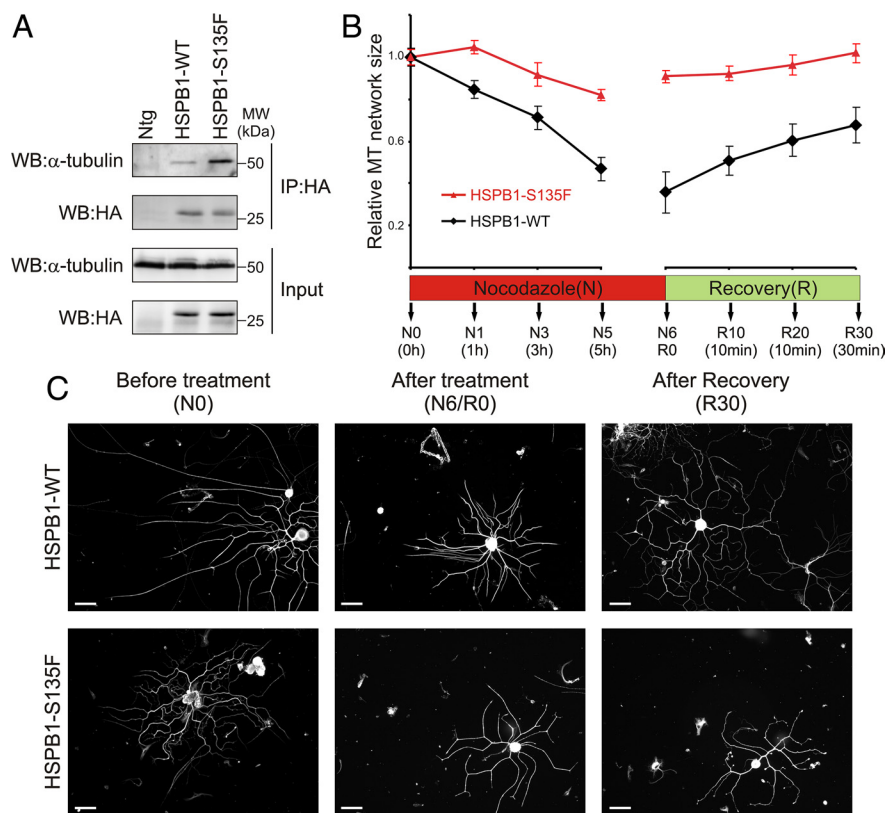 A
Ntg
HSPB1-WT
HSPB1-S135F
MW
(kDa)
WB:α-tubulin
50
WB:HA
25
IP:HA
WB:α-tubulin
50
WB:HA
25
Input
B
Relative MT network size
1.0
0.6
0.2
HSPB1-S135F
HSPB1-WT
Nocodazole(N)
Recovery(R)
N0
(0h)
N1
(1h)
N3
(3h)
N5
(5h)
N6
R0
R10
(10min)
R20
(10min)
R30
(30min)
C
Before treatment
(N0)
After treatment
(N6/R0)
After Recovery
(R30)
HSPB1-WT
HSPB1-S135F